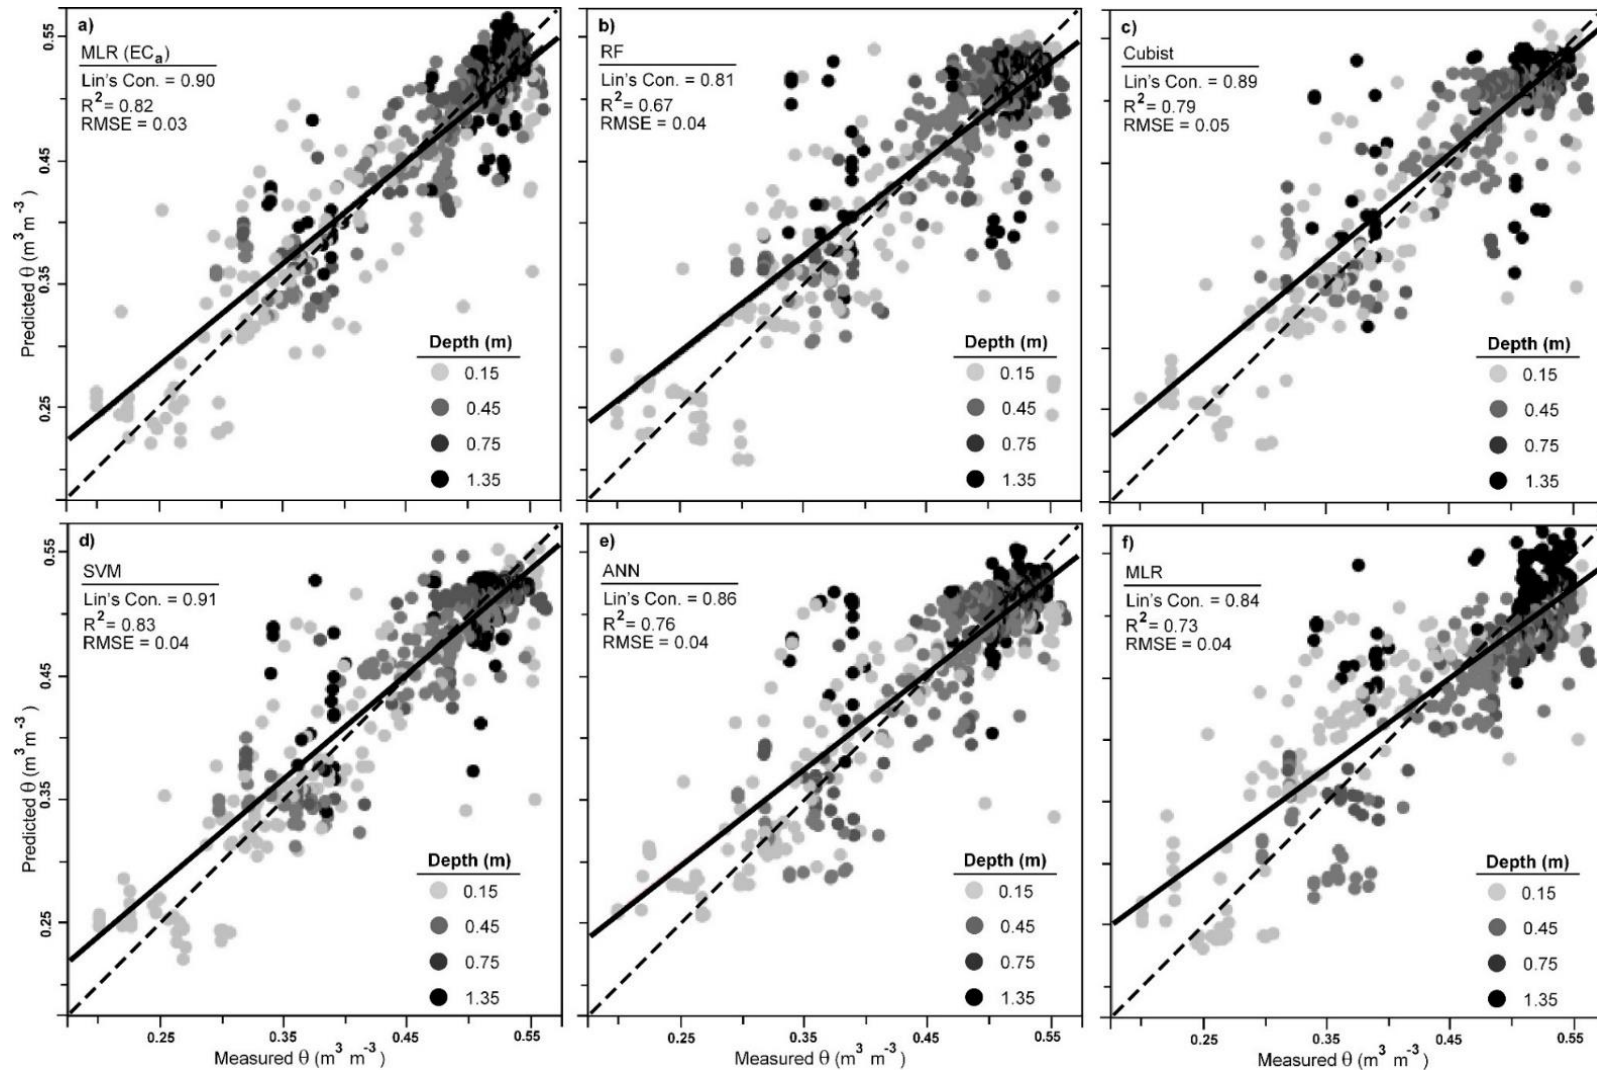 a)
MLR (ECa)
Lin's Con. = 0.90
R2 = 0.82
RMSE = 0.03
Depth (m)
0.15
0.45
0.75
1.35
0.55
0.45
0.35
0.25
Predicted θ (m3 m-3)
b)
RF
Lin's Con. = 0.81
R2 = 0.67
RMSE = 0.04
Depth (m)
0.15
0.45
0.75
1.35
c)
Cubist
Lin's Con. = 0.89
R2 = 0.79
RMSE = 0.05
Depth (m)
0.15
0.45
0.75
1.35
d)
SVM
Lin's Con. = 0.91
R2 = 0.83
RMSE = 0.04
Depth (m)
0.15
0.45
0.75
1.35
0.55
0.45
0.35
0.25
Predicted θ (m3 m-3)
0.25 0.35 0.45 0.55
Measured θ (m3 m-3)
e)
ANN
Lin's Con. = 0.86
R2 = 0.76
RMSE = 0.04
Depth (m)
0.15
0.45
0.75
1.35
0.25 0.35 0.45 0.55
Measured θ (m3 m-3)
f)
MLR
Lin's Con. = 0.84
R2 = 0.73
RMSE = 0.04
Depth (m)
0.15
0.45
0.75
1.35
0.25 0.35 0.45 0.55
Measured θ (m3 m-3)